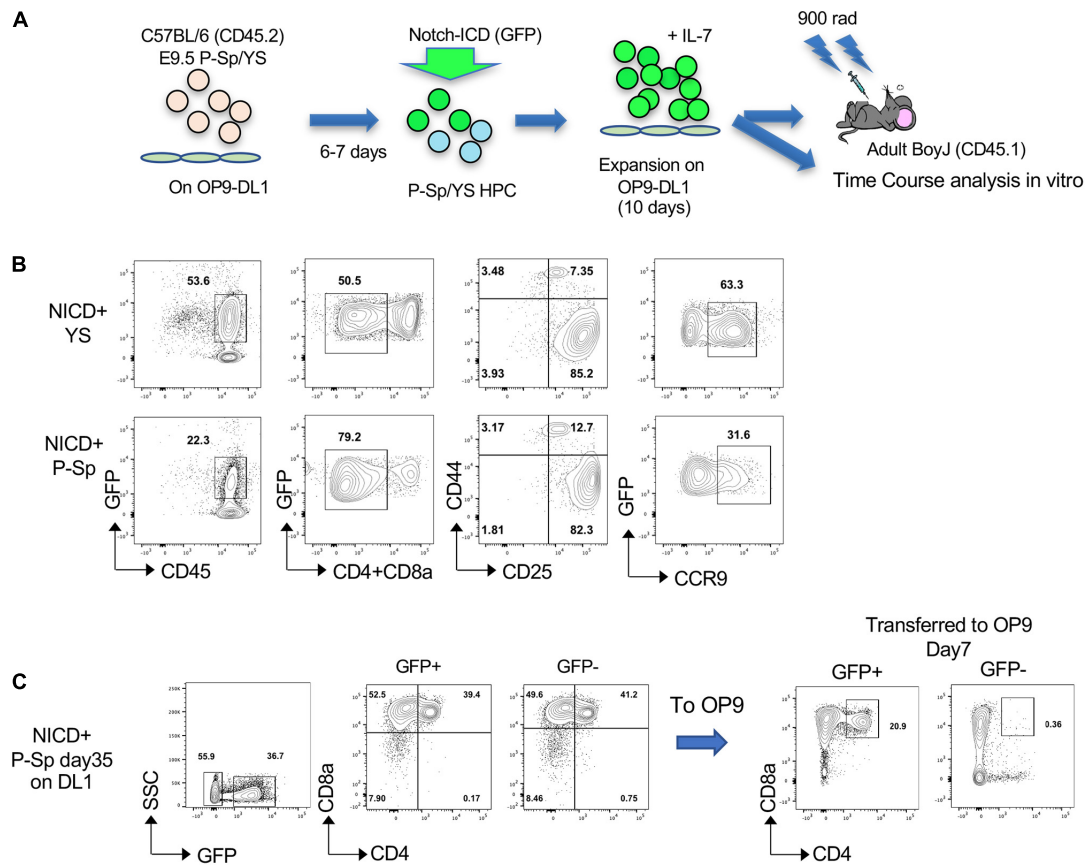 A
C57BL/6 (CD45.2)
E9.5 P-Sp/YS
On OP9-DL1
6-7 days
Notch-ICD (GFP)
P-Sp/YS HPC
+ IL-7
Expansion on
OP9-DL1
(10 days)
900 rad
Adult BoyJ (CD45.1)
Time Course analysis in vitro
B
NICD+
YS
53.6
50.5
3.48 7.35
3.93 85.2
63.3
NICD+
P-Sp
22.3
79.2
3.17 12.7
1.81 82.3
31.6
GFP
CD45
GFP
CD4+CD8a
CD44
CD25
GFP
CCR9
C
NICD+
P-Sp day35
on DL1
55.9 36.7
250K
200K
150K
100K
50K
0
SSC
GFP
GFP+
52.5 39.4
7.90 0.17
GFP-
49.6 41.2
8.46 0.75
CD8a
CD4
To OP9
Transferred to OP9
Day7
GFP+
20.9
GFP-
0.36
CD8a
CD4